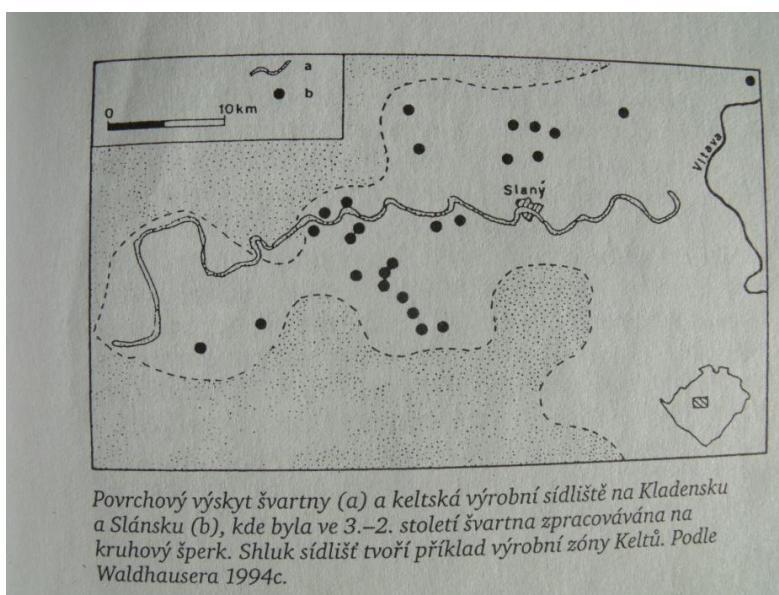 a
b
0 10km
Slaný
Vltava
Povrchový výskyt švartny (a) a keltská výrobní sídliště na Kladensku
a Slánsku (b), kde byla ve 3.–2. století švartna zpracovávána na
kruhový šperk. Shluk sídlišť tvoří příklad výrobní zóny Keltů. Podle
Waldhausera 1994c.